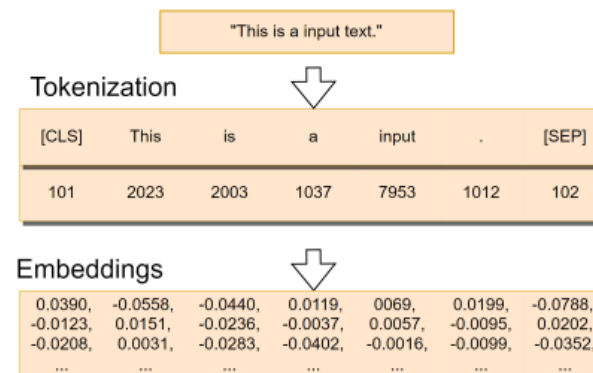 "This is a input text."
Tokenization
[CLS] This is a input . [SEP]
101 2023 2003 1037 7953 1012 102
Embeddings
0.0390, -0.0558, -0.0440, 0.0119, 0069, 0.0199, -0.0788,
-0.0123, 0.0151, -0.0236, -0.0037, 0.0057, -0.0095, 0.0202,
-0.0208, 0.0031, -0.0283, -0.0402, -0.0016, -0.0099, -0.0352,
... ... ... ... ... ... ...